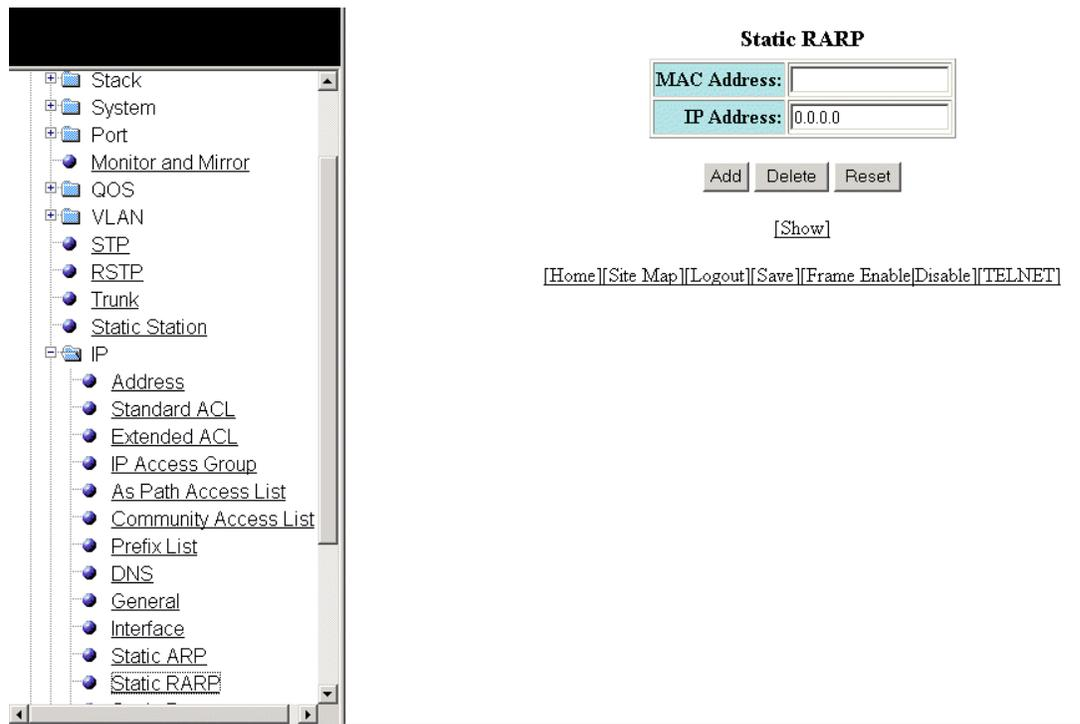 Stack
System
Port
Monitor and Mirror
QOS
VLAN
STP
RSTP
Trunk
Static Station
IP
Address
Standard ACL
Extended ACL
IP Access Group
As Path Access List
Community Access List
Prefix List
DNS
General
Interface
Static ARP
Static RARP
Static RARP
MAC Address:
IP Address: 0.0.0.0
Add Delete Reset
[Show]
[Home][Site Map][Logout][Save][Frame Enable|Disable][TELNET]